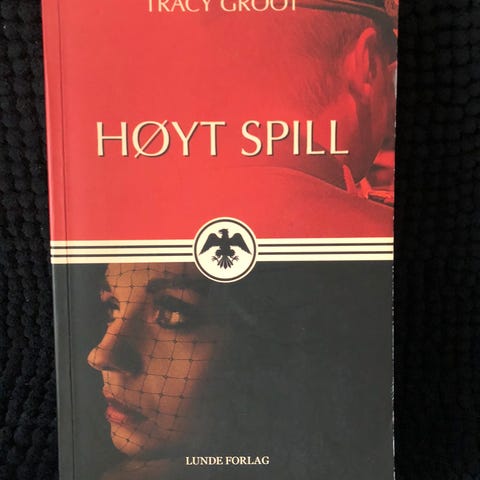 TRACY GROOT
HØYT SPILL
LUNDE FORLAG